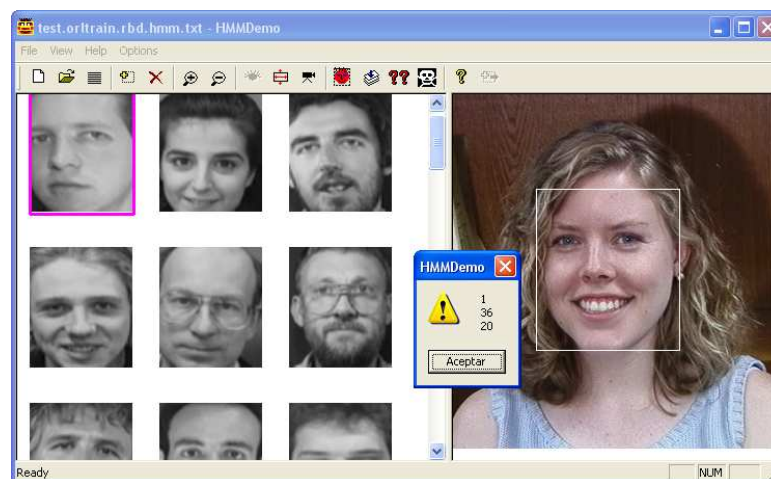 test.orltrain.rbd.hmm.txt - HMMDemo
File View Help Options
HMMDemo
1
36
20
Aceptar
Ready
NUM